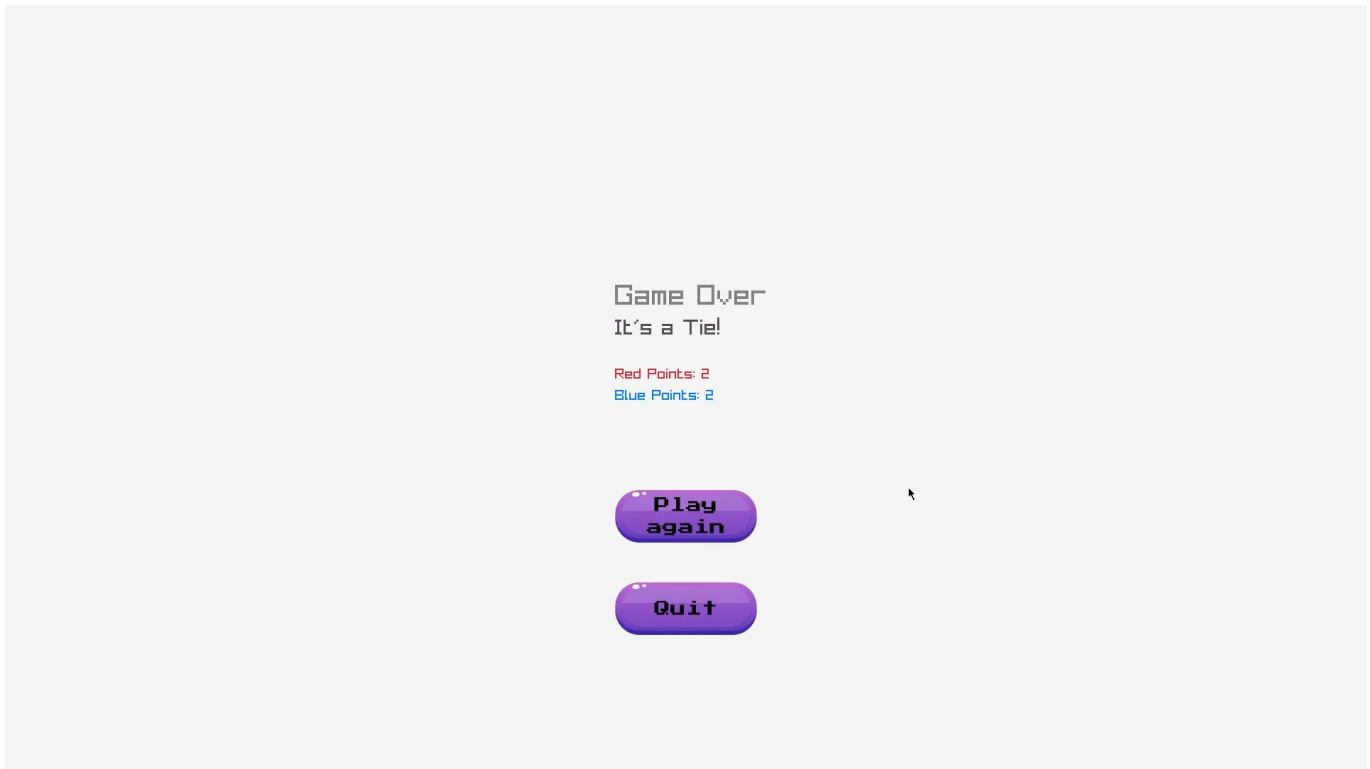 Game Over
It's a Tie!
Red Points: 2
Blue Points: 2
Play
again
Quit